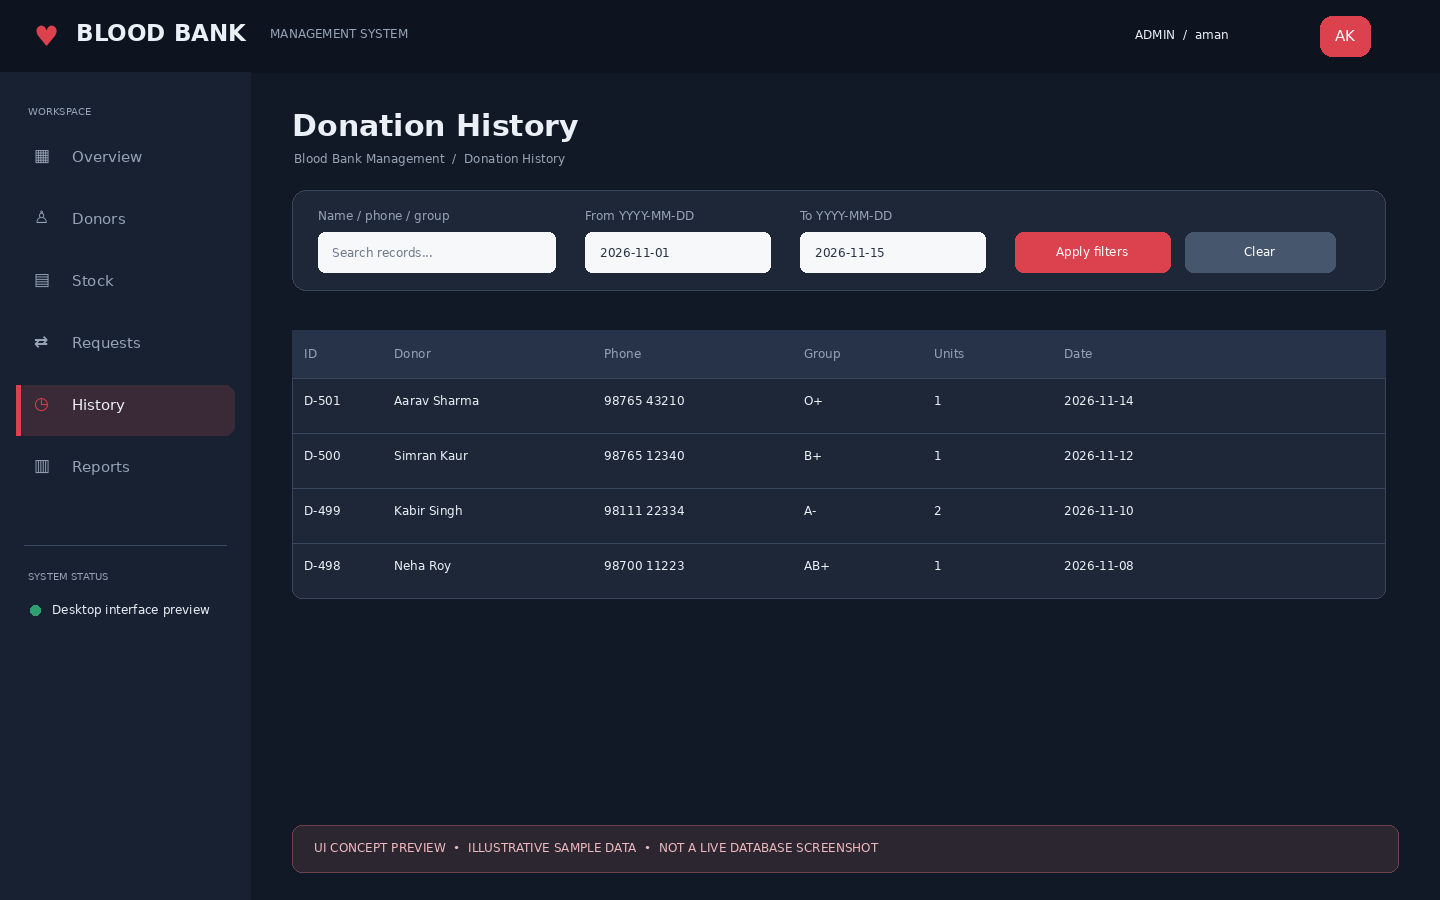 ♥ BLOOD BANK MANAGEMENT SYSTEM ADMIN / aman AK
WORKSPACE
Overview
Donors
Stock
Requests
History
Reports
SYSTEM STATUS
Desktop interface preview
Donation History
Blood Bank Management / Donation History
Name / phone / group From YYYY-MM-DD To YYYY-MM-DD
Search records... 2026-11-01 2026-11-15 Apply filters Clear
ID Donor Phone Group Units Date
D-501 Aarav Sharma 98765 43210 O+ 1 2026-11-14
D-500 Simran Kaur 98765 12340 B+ 1 2026-11-12
D-499 Kabir Singh 98111 22334 A- 2 2026-11-10
D-498 Neha Roy 98700 11223 AB+ 1 2026-11-08
UI CONCEPT PREVIEW • ILLUSTRATIVE SAMPLE DATA • NOT A LIVE DATABASE SCREENSHOT